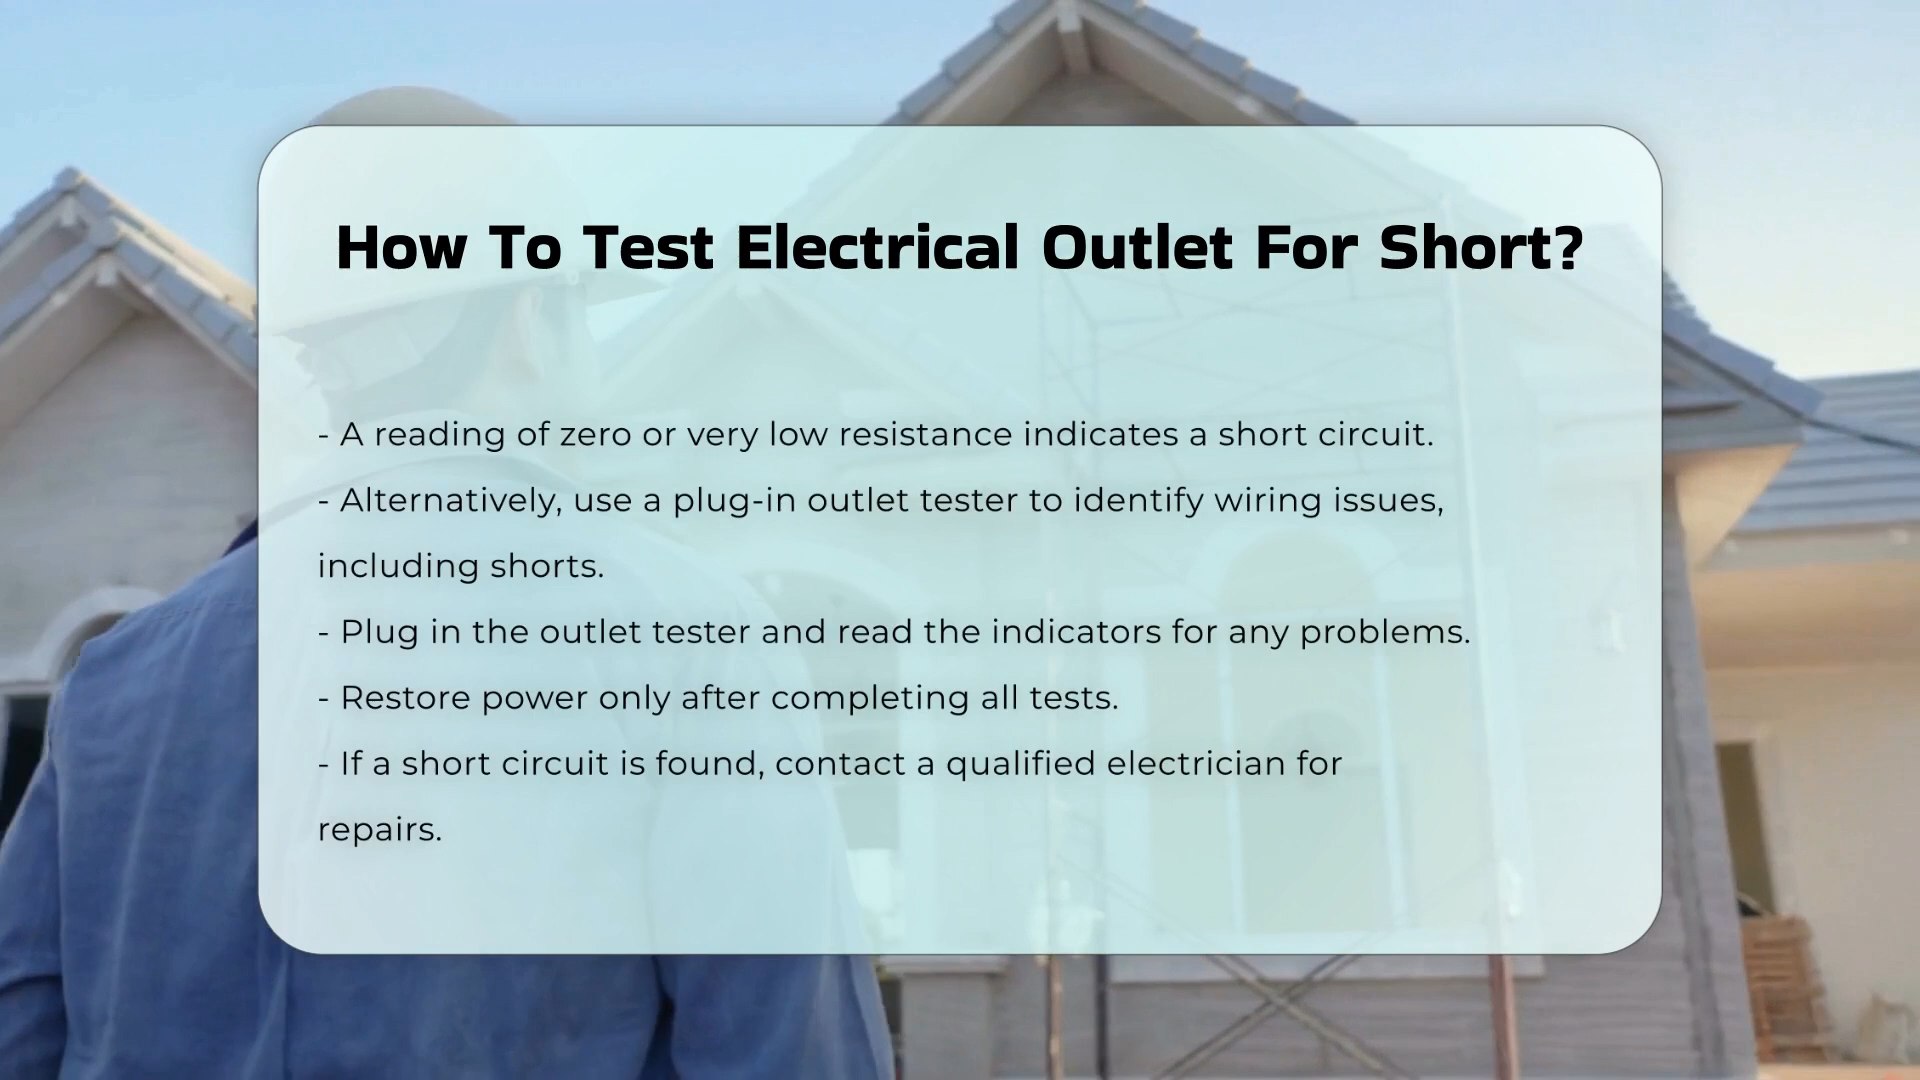 How To Test Electrical Outlet For Short?
- A reading of zero or very low resistance indicates a short circuit.
- Alternatively, use a plug-in outlet tester to identify wiring issues,
including shorts.
- Plug in the outlet tester and read the indicators for any problems.
- Restore power only after completing all tests.
- If a short circuit is found, contact a qualified electrician for
repairs.